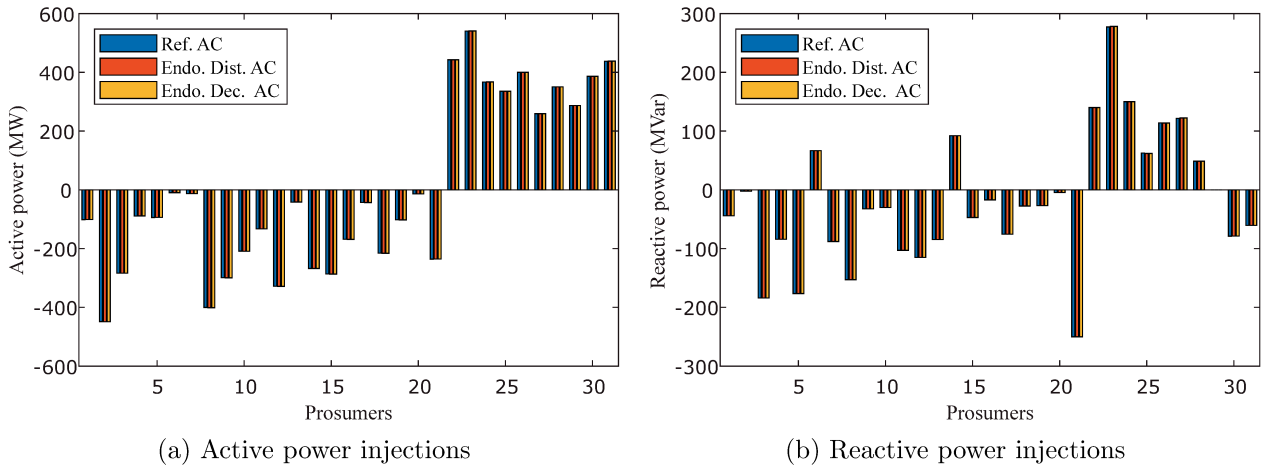 600
400
200
0
-200
-400
-600
Active power (MW)
Ref. AC
Endo. Dist. AC
Endo. Dec. AC
5 10 15 20 25 30
Prosumers
(a) Active power injections
300
200
100
0
-100
-200
-300
Reactive power (MVar)
Ref. AC
Endo. Dist. AC
Endo. Dec. AC
5 10 15 20 25 30
Prosumers
(b) Reactive power injections